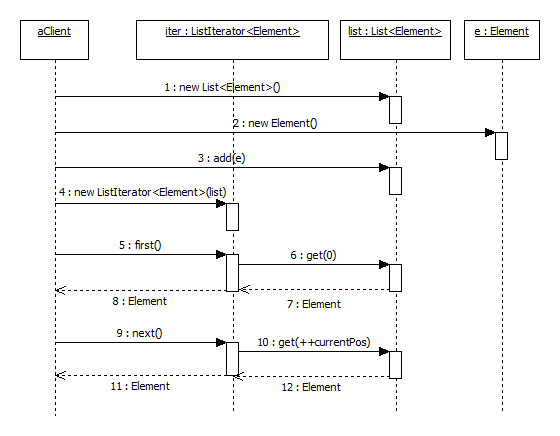 aClient
iter : ListIterator<Element>
list : List<Element>
e : Element
1 : new List<Element>()
2 : new Element()
3 : add(e)
4 : new ListIterator<Element>(list)
5 : first()
6 : get(0)
7 : Element
8 : Element
9 : next()
10 : get(++currentPos)
11 : Element
12 : Element